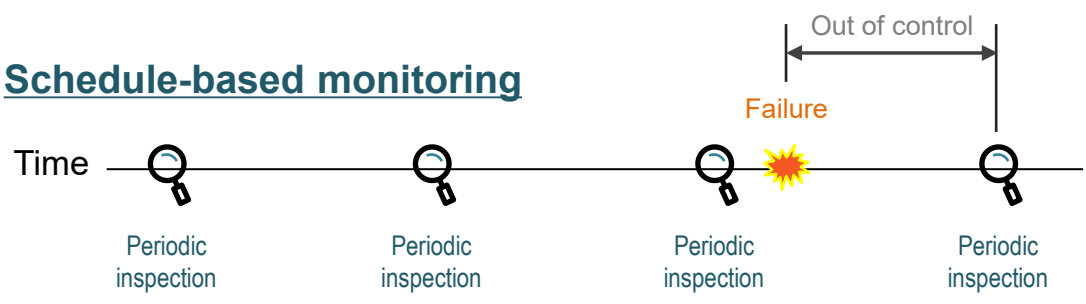 Out of control
Schedule-based monitoring
Failure
Time
Periodic
inspection
Periodic
inspection
Periodic
inspection
Periodic
inspection